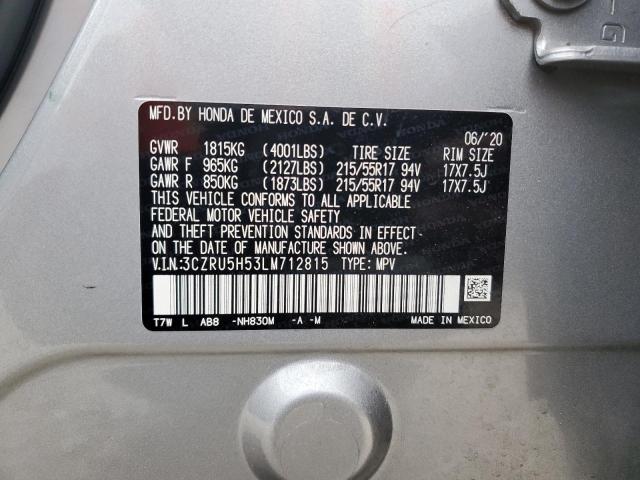 MFD.BY HONDA DE MEXICO S.A. DE C.V.
06/'20
GVWR 1815KG (4001LBS) TIRE SIZE RIM SIZE
GAWR F 965KG (2127LBS) 215/55R17 94V 17X7.5J
GAWR R 850KG (1873LBS) 215/55R17 94V 17X7.5J
THIS VEHICLE CONFORMS TO ALL APPLICABLE
FEDERAL MOTOR VEHICLE SAFETY
AND THEFT PREVENTION STANDARDS IN EFFECT
ON THE DATE OF MANUFACTURE SHOWN ABOVE.
V.I.N:3CZRU5H53LM712815 TYPE: MPV
T7W L AB8 -NH830M -A -M MADE IN MEXICO